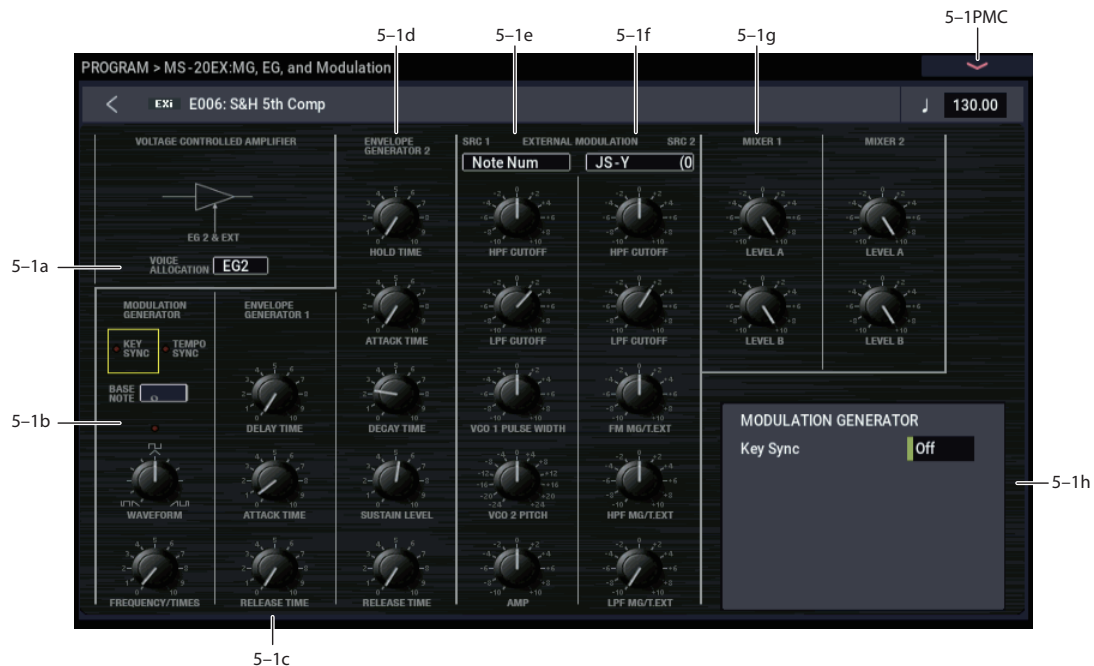 5–1PMC
5–1d
5–1e
5–1f
5–1g
PROGRAM > MS-20EX:MG, EG, and Modulation
EXi E006: S&H 5th Comp
♩ 130.00
VOLTAGE CONTROLLED AMPLIFIER
EG 2 & EXT
5–1a
VOICE ALLOCATION EG2
MODULATION GENERATOR
KEY SYNC
TEMPO SYNC
BASE NOTE
5–1b
WAVEFORM
FREQUENCY/TIMES
ENVELOPE GENERATOR 1
DELAY TIME
ATTACK TIME
RELEASE TIME
5–1c
ENVELOPE GENERATOR 2
HOLD TIME
ATTACK TIME
DECAY TIME
SUSTAIN LEVEL
RELEASE TIME
SRC 1 EXTERNAL MODULATION SRC 2
Note Num
JS-Y (0
HPF CUTOFF
LPF CUTOFF
VCO 1 PULSE WIDTH
VCO 2 PITCH
AMP
HPF CUTOFF
LPF CUTOFF
FM MG/T.EXT
HPF MG/T.EXT
LPF MG/T.EXT
MIXER 1
LEVEL A
LEVEL B
MIXER 2
LEVEL A
LEVEL B
MODULATION GENERATOR
Key Sync Off
5–1h